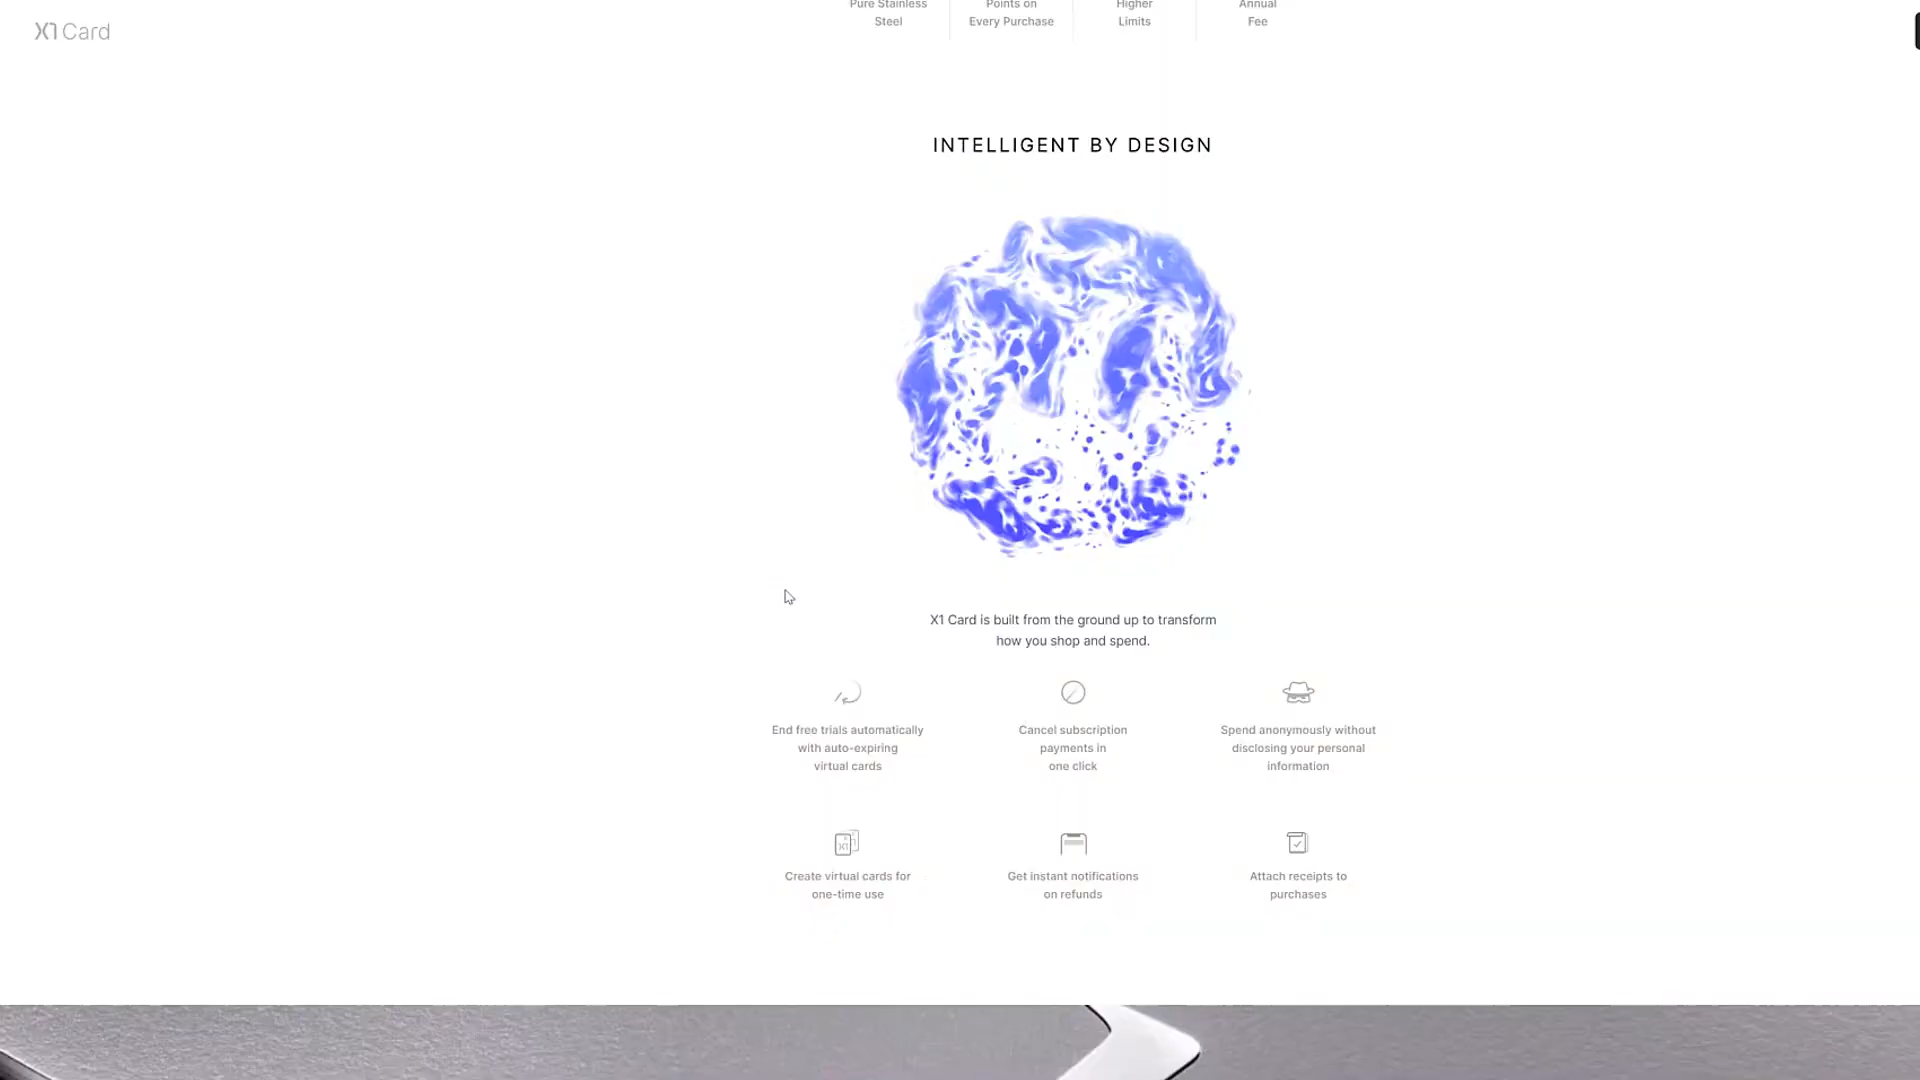 X1 Card
Pure Stainless
Steel
Points on
Every Purchase
Higher
Limits
Annual
Fee
INTELLIGENT BY DESIGN
X1 Card is built from the ground up to transform
how you shop and spend.
End free trials automatically
with auto-expiring
virtual cards
Cancel subscription
payments in
one click
Spend anonymously without
disclosing your personal
information
X1
Create virtual cards for
one-time use
Get instant notifications
on refunds
Attach receipts to
purchases